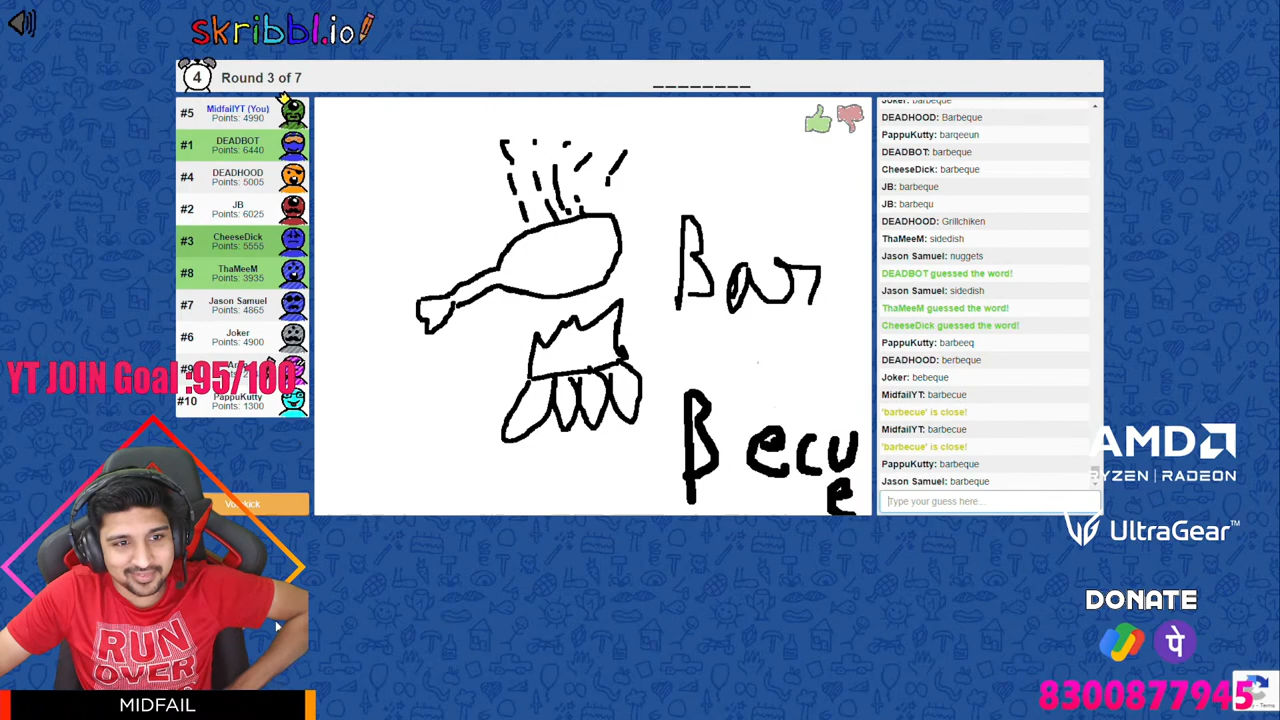 skribbl.io
4
Round 3 of 7
________
#5
MidfailYT (You)
Points: 4990
#1
DEADBOT
Points: 6440
#4
DEADHOOD
Points: 5005
#2
JB
Points: 6025
#3
CheeseDick
Points: 5555
#8
ThaMeeM
Points: 3935
#7
Jason Samuel
Points: 4865
#6
Joker
Points: 4900
YT JOIN Goal :95/100
#10
PappuKutty
Points: 1300
Bar
Becu
e
Joker: barbeque
DEADHOOD: Barbeque
PappuKutty: barqeeun
DEADBOT: barbeque
CheeseDick: barbeque
JB: barbeque
JB: barbequ
DEADHOOD: Grillchiken
ThaMeeM: sidedish
Jason Samuel: nuggets
DEADBOT guessed the word!
Jason Samuel: sidedish
ThaMeeM guessed the word!
CheeseDick guessed the word!
PappuKutty: barbeeq
DEADHOOD: berbeque
Joker: bebeque
MidfailYT: barbecue
'barbecue' is close!
MidfailYT: barbecue
'barbecue' is close!
PappuKutty: barbeque
Jason Samuel: barbeque
Type your guess here...
AMD
RYZEN | RADEON
UltraGear™
DONATE
पे
8300877945
RUN
OVER
MIDFAIL